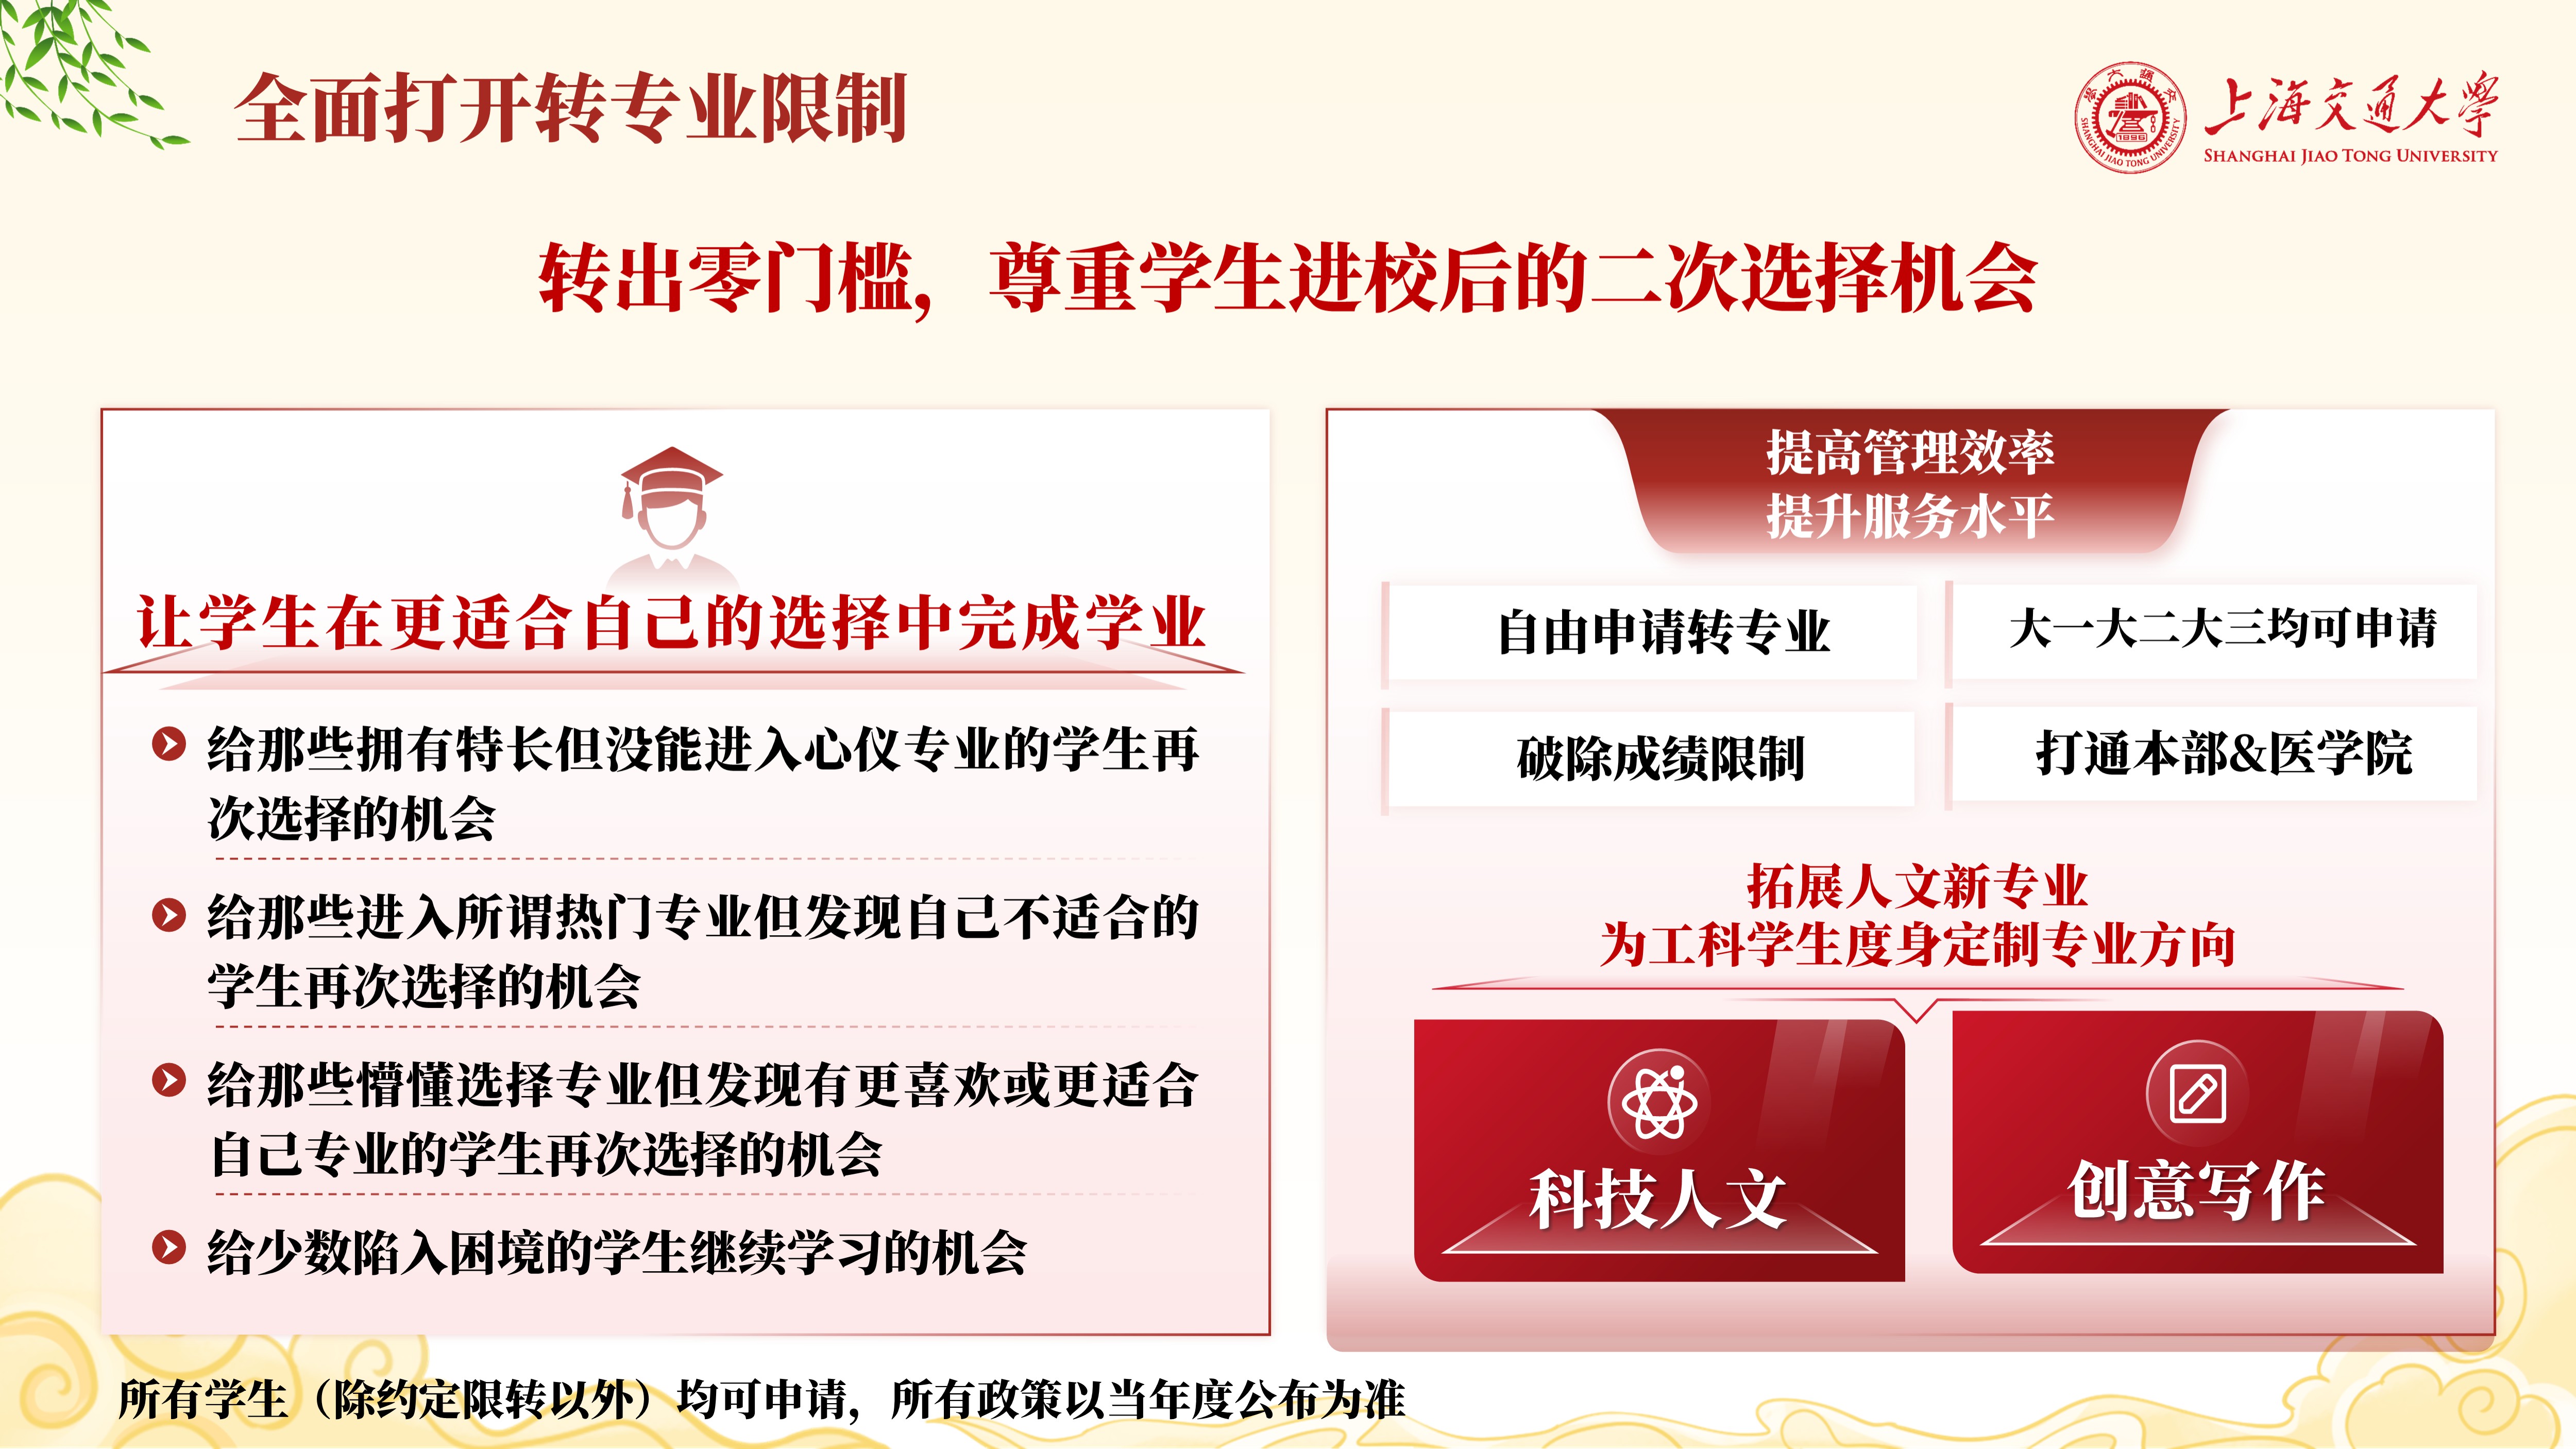 全面打开转专业限制
上海交通大学
SHANGHAI JIAO TONG UNIVERSITY
1896
SHANGHAI JIAO TONG UNIVERSITY
转出零门槛，尊重学生进校后的二次选择机会
让学生在更适合自己的选择中完成学业
给那些拥有特长但没能进入心仪专业的学生再
次选择的机会
给那些进入所谓热门专业但发现自己不适合的
学生再次选择的机会
给那些懵懂选择专业但发现有更喜欢或更适合
自己专业的学生再次选择的机会
给少数陷入困境的学生继续学习的机会
提高管理效率
提升服务水平
自由申请转专业
大一大二大三均可申请
破除成绩限制
打通本部&医学院
拓展人文新专业
为工科学生度身定制专业方向
科技人文
创意写作
所有学生（除约定限转以外）均可申请，所有政策以当年度公布为准